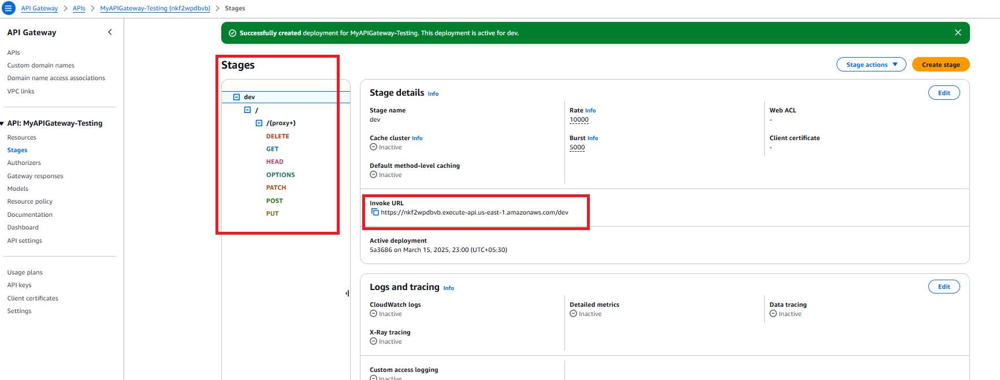 API Gateway > APIs > MyAPIGateway-Testing (nkf2wpdbvb) > Stages
API Gateway
APIs
Custom domain names
Domain name access associations
VPC links
API: MyAPIGateway-Testing
Resources
Stages
Authorizers
Gateway responses
Models
Resource policy
Documentation
Dashboard
API settings
Usage plans
API keys
Client certificates
Settings
Successfully created deployment for MyAPIGateway-Testing. This deployment is active for dev.
Stages
Stage actions
Create stage
dev
/
/{proxy+}
DELETE
GET
HEAD
OPTIONS
PATCH
POST
PUT
Stage details Info
Edit
Stage name
dev
Rate Info
10000
Web ACL
-
Cache cluster Info
Inactive
Burst Info
5000
Client certificate
-
Default method-level caching
Inactive
Invoke URL
https://nkf2wpdbvb.execute-api.us-east-1.amazonaws.com/dev
Active deployment
5a3686 on March 15, 2025, 23:00 (UTC+05:30)
Logs and tracing Info
Edit
CloudWatch logs
Inactive
Detailed metrics
Inactive
Data tracing
Inactive
X-Ray tracing
Inactive
Custom access logging
Inactive